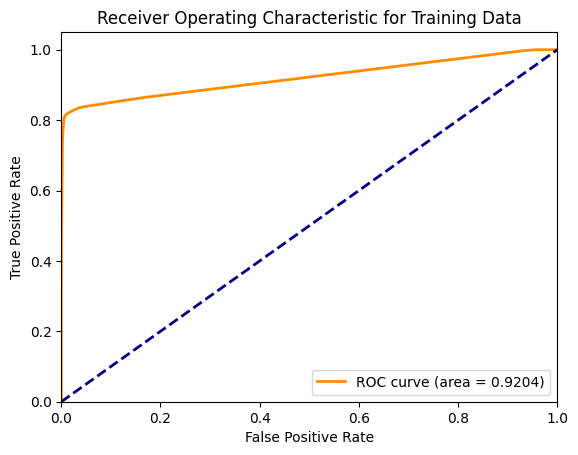 Receiver Operating Characteristic for Training Data
True Positive Rate
1.0
0.8
0.6
0.4
0.2
0.0
ROC curve (area = 0.9204)
0.0 0.2 0.4 0.6 0.8 1.0
False Positive Rate